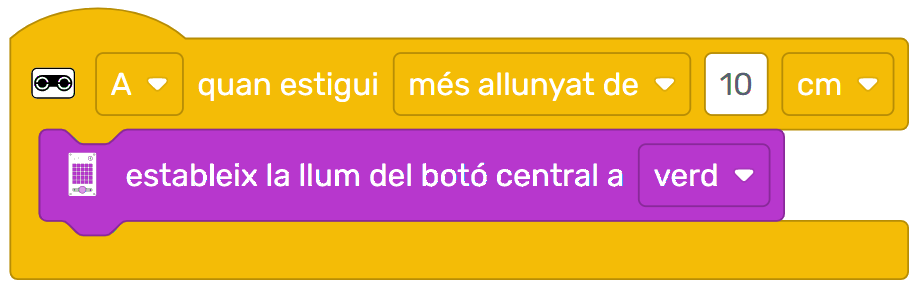 A quan estigui més allunyat de 10 cm
estableix la llum del botó central a verd